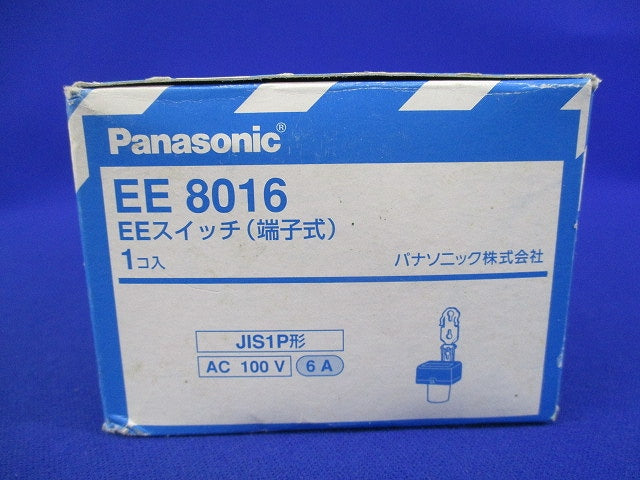 Panasonic®
EE 8016
EEスイッチ(端子式)
1コ入
パナソニック株式会社
JIS1P形
AC 100 V 6 A